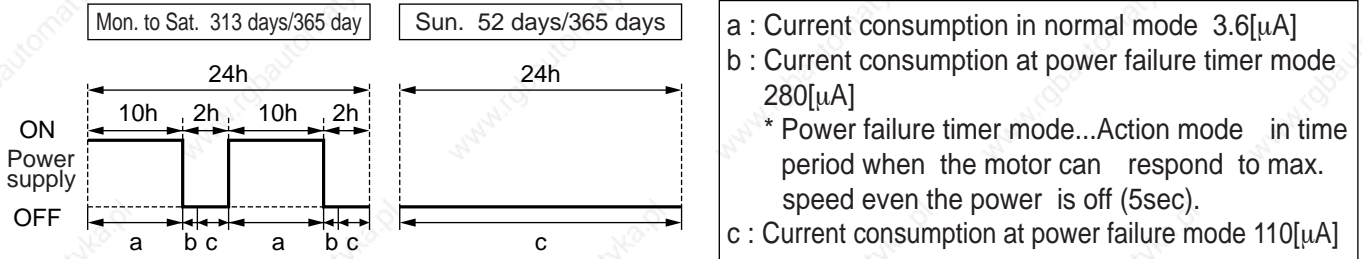 Mon. to Sat. 313 days/365 day
Sun. 52 days/365 days
24h
24h
10h 2h 10h 2h
ON
Power
supply
OFF
a b c a b c
c
a : Current consumption in normal mode 3.6[μA]
b : Current consumption at power failure timer mode
280[μA]
* Power failure timer mode...Action mode in time
period when the motor can respond to max.
speed even the power is off (5sec).
c : Current consumption at power failure mode 110[μA]